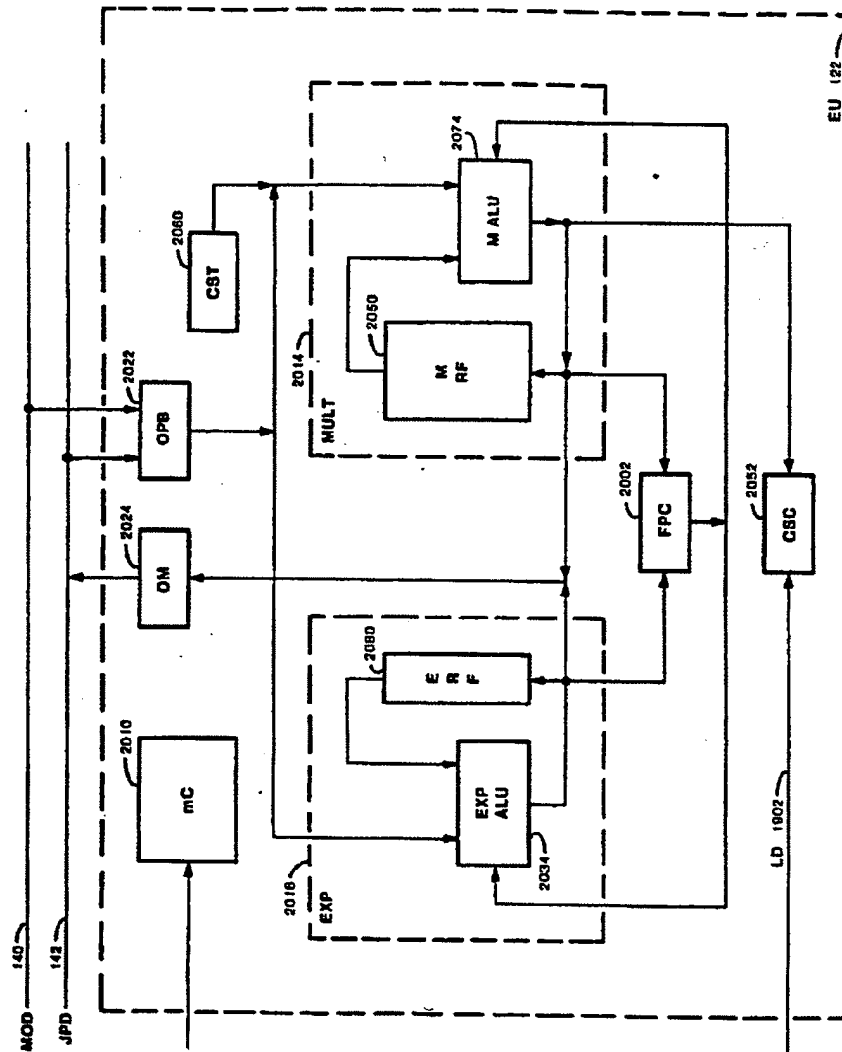 MOD 140
JPD 142
2010
mC
2024
OM
2022
OPB
2060
CST
2016
EXP
2080
E
R
F
EXP
ALU
2034
2014
MULT
2050
M
RF
2074
M ALU
2002
FPC
2052
CSC
LD 1902
EU 122